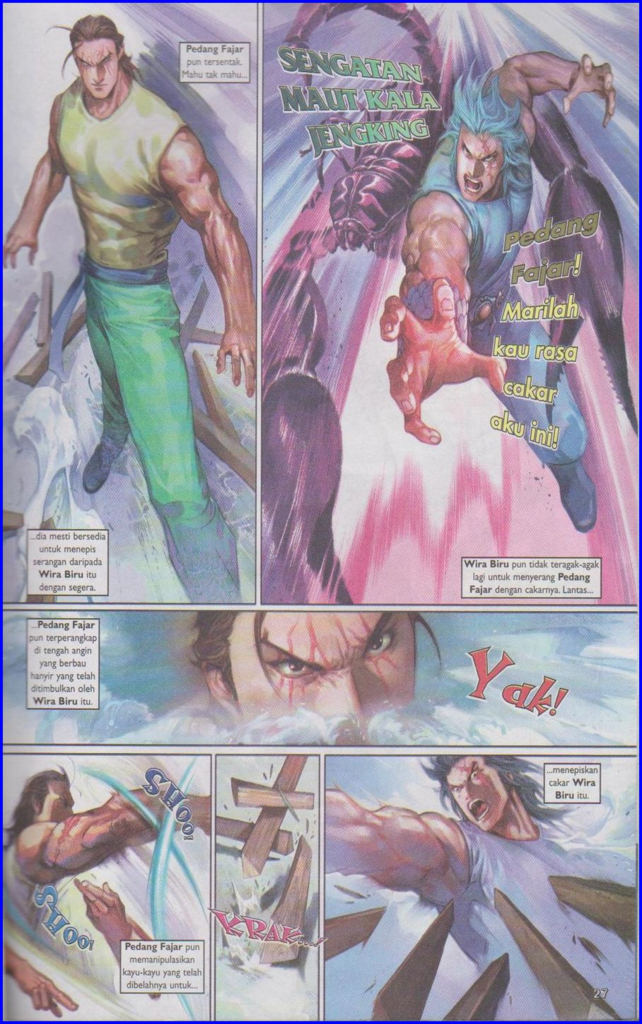 Pedang Fajar
pun tersentak.
Mahu tak mahu...
SENGATAN
MAUT KALA
JENGKING
Pedang
Fajar!
Marilah
kau rasa
cakar
aku ini!
...dia mesti bersedia
untuk menepis
serangan daripada
Wira Biru itu
dengan segera.
Wira Biru pun tidak teragak-agak
lagi untuk menyerang Pedang
Fajar dengan cakarnya. Lantas...
...Pedang Fajar
pun terperangkap
di tengah angin
yang berbau
hanyir yang telah
ditimbulkan oleh
Wira Biru itu.
Yak!
SHOO!
SHOO!
Pedang Fajar pun
memanipulasikan
kayu-kayu yang telah
dibelahnya untuk...
KRAK...!
...menepiskan
cakar Wira
Biru itu.
27